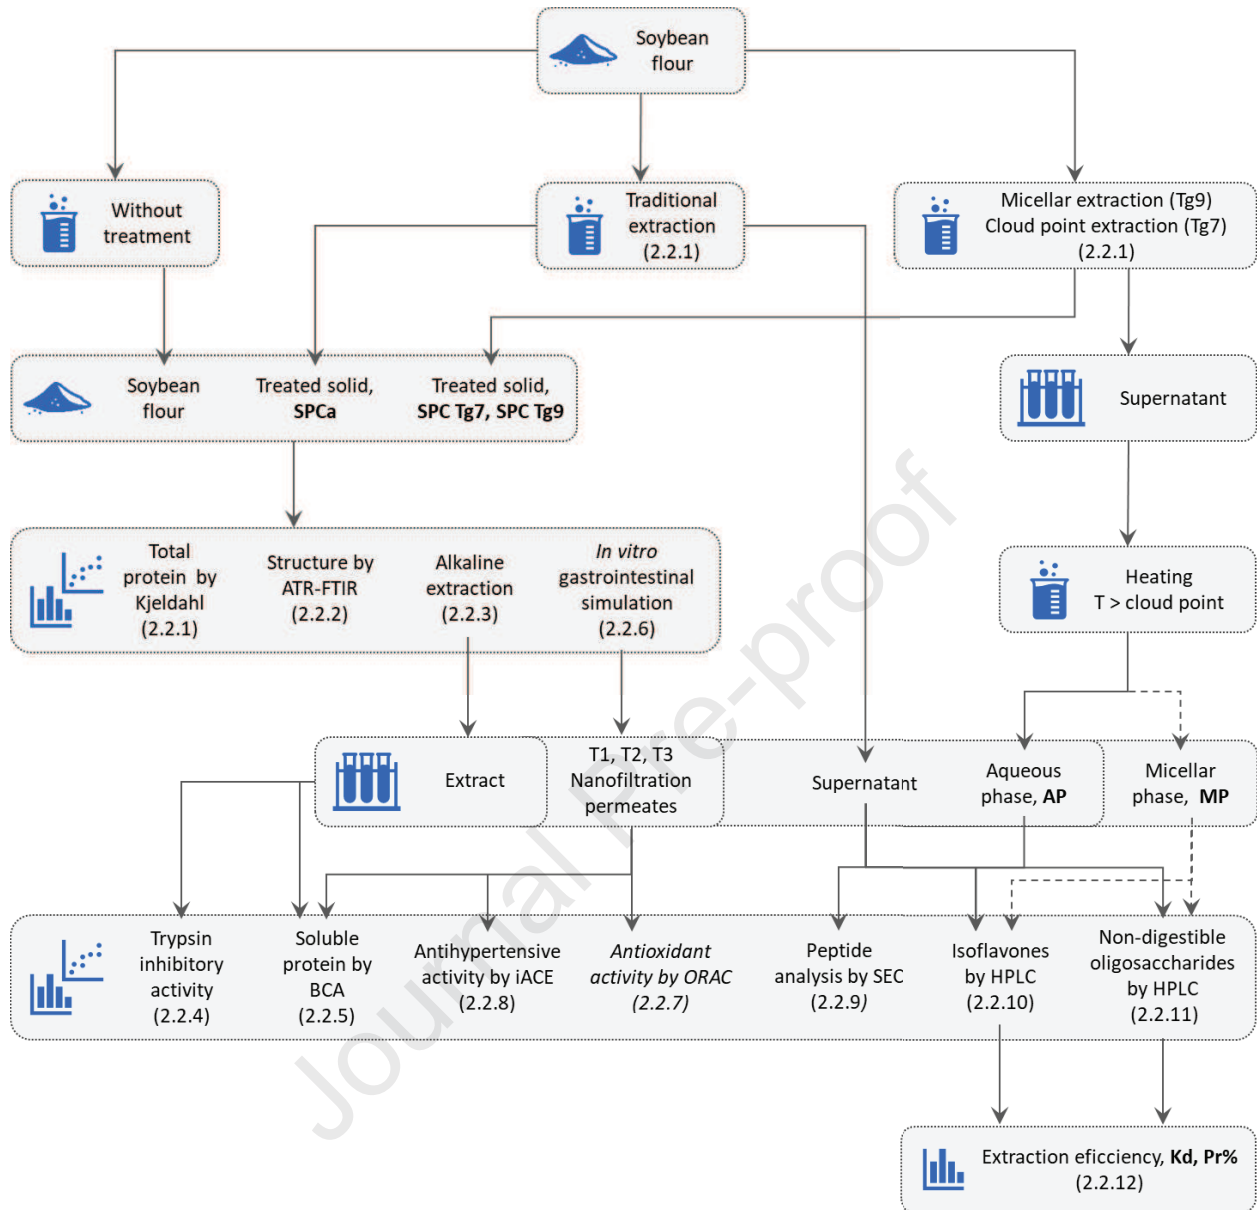 Soybean
flour
Without
treatment
Traditional
extraction
(2.2.1)
Micellar extraction (Tg9)
Cloud point extraction (Tg7)
(2.2.1)
Soybean
flour
Treated solid,
SPCa
Treated solid,
SPC Tg7, SPC Tg9
Supernatant
Total
protein by
Kjeldahl
(2.2.1)
Structure by
ATR-FTIR
(2.2.2)
Alkaline
extraction
(2.2.3)
In vitro
gastrointestinal
simulation
(2.2.6)
Heating
T > cloud point
Extract
T1, T2, T3
Nanofiltration
permeates
Supernatant
Aqueous
phase, AP
Micellar
phase, MP
Trypsin
inhibitory
activity
(2.2.4)
Soluble
protein by
BCA
(2.2.5)
Antihypertensive
activity by iACE
(2.2.8)
Antioxidant
activity by ORAC
(2.2.7)
Peptide
analysis by SEC
(2.2.9)
Isoflavones
by HPLC
(2.2.10)
Non-digestible
oligosaccharides
by HPLC
(2.2.11)
Extraction eficciency, Kd, Pr%
(2.2.12)
Journal Pre-proof